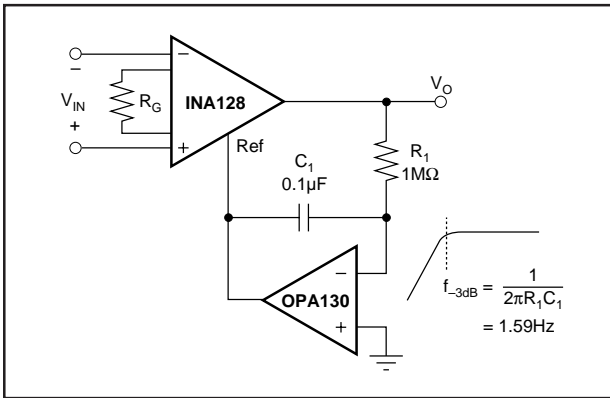 −
V_IN
+
R_G
−
INA128
+
Ref
V_O
R_1
1MΩ
C_1
0.1µF
−
OPA130
+
f_–3dB = 1 / 2πR_1C_1
= 1.59Hz